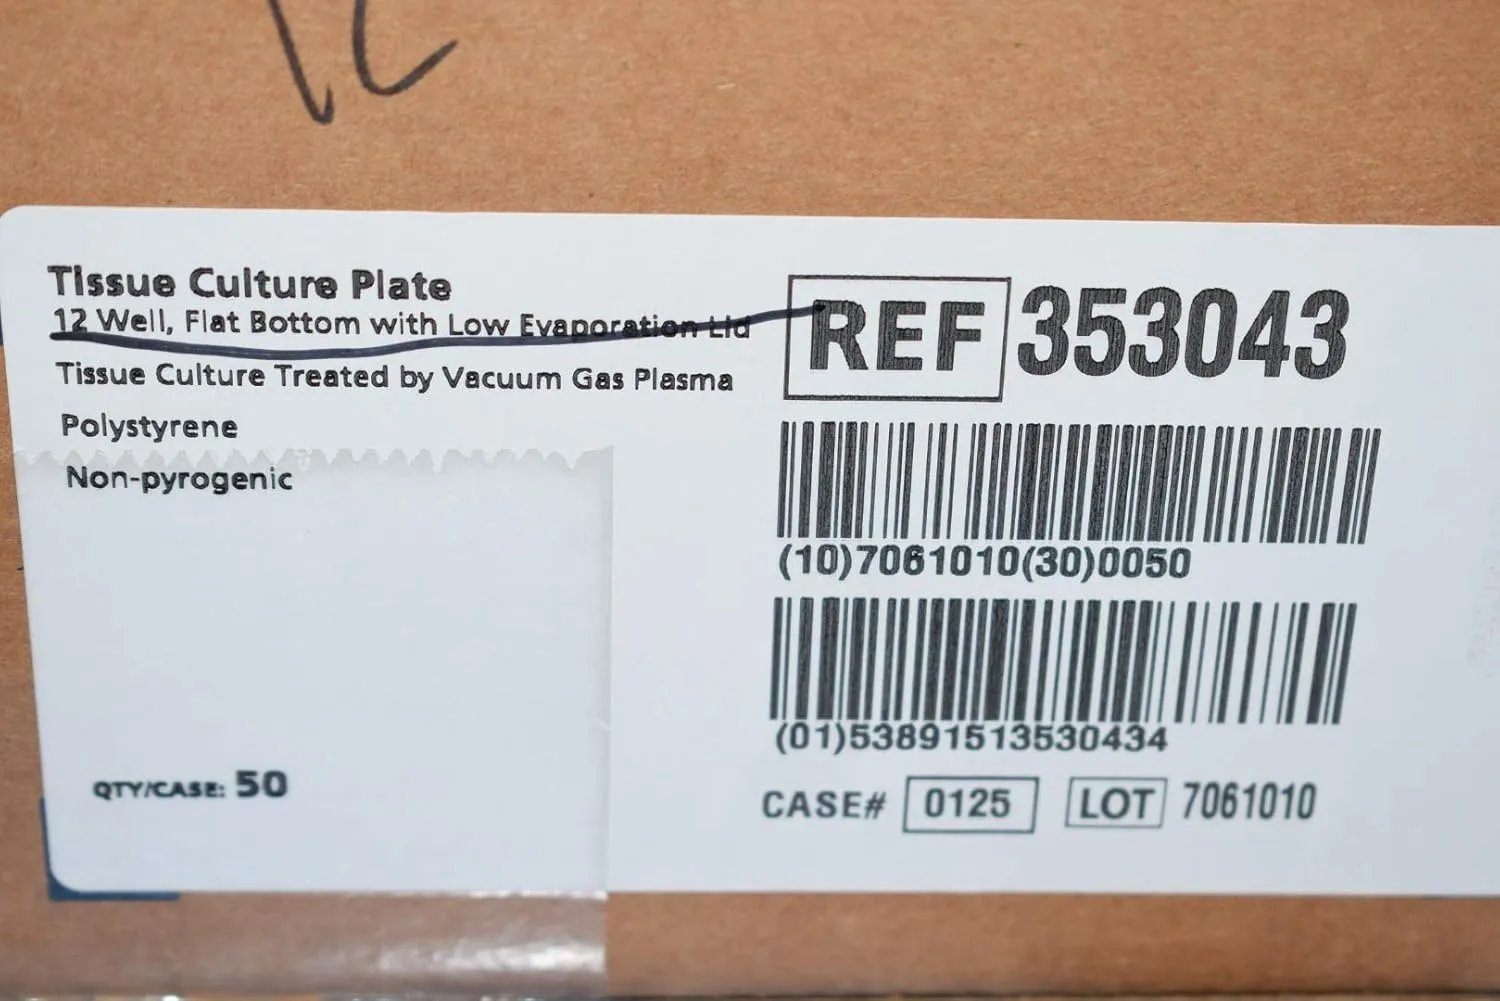 Tissue Culture Plate
12 Well, Flat Bottom with Low Evaporation Lid
Tissue Culture Treated by Vacuum Gas Plasma
Polystyrene
Non-pyrogenic
QTY/CASE: 50
REF 353043
(10)7061010(30)0050
(01)53891513530434
CASE# 0125 LOT 7061010